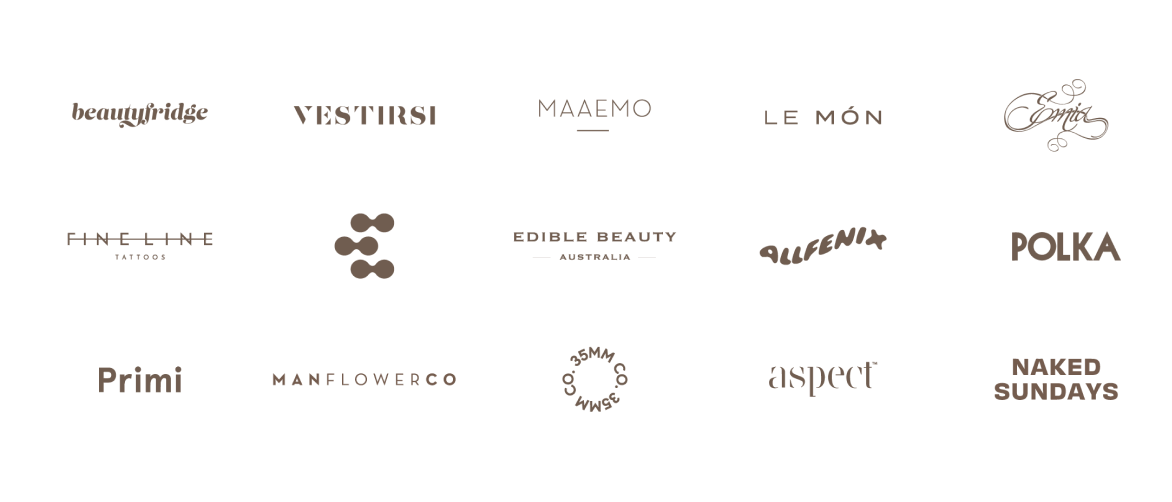 beautyfridge
VESTIRSI
MAAEMO
LE MÓN
Emia
FINE LINE
TATTOOS
EDIBLE BEAUTY
AUSTRALIA
ALLFENIX
POLKA
Primi
MANFLOWERCO
35MM CO. 35MM CO.
aspect™
NAKED
SUNDAYS